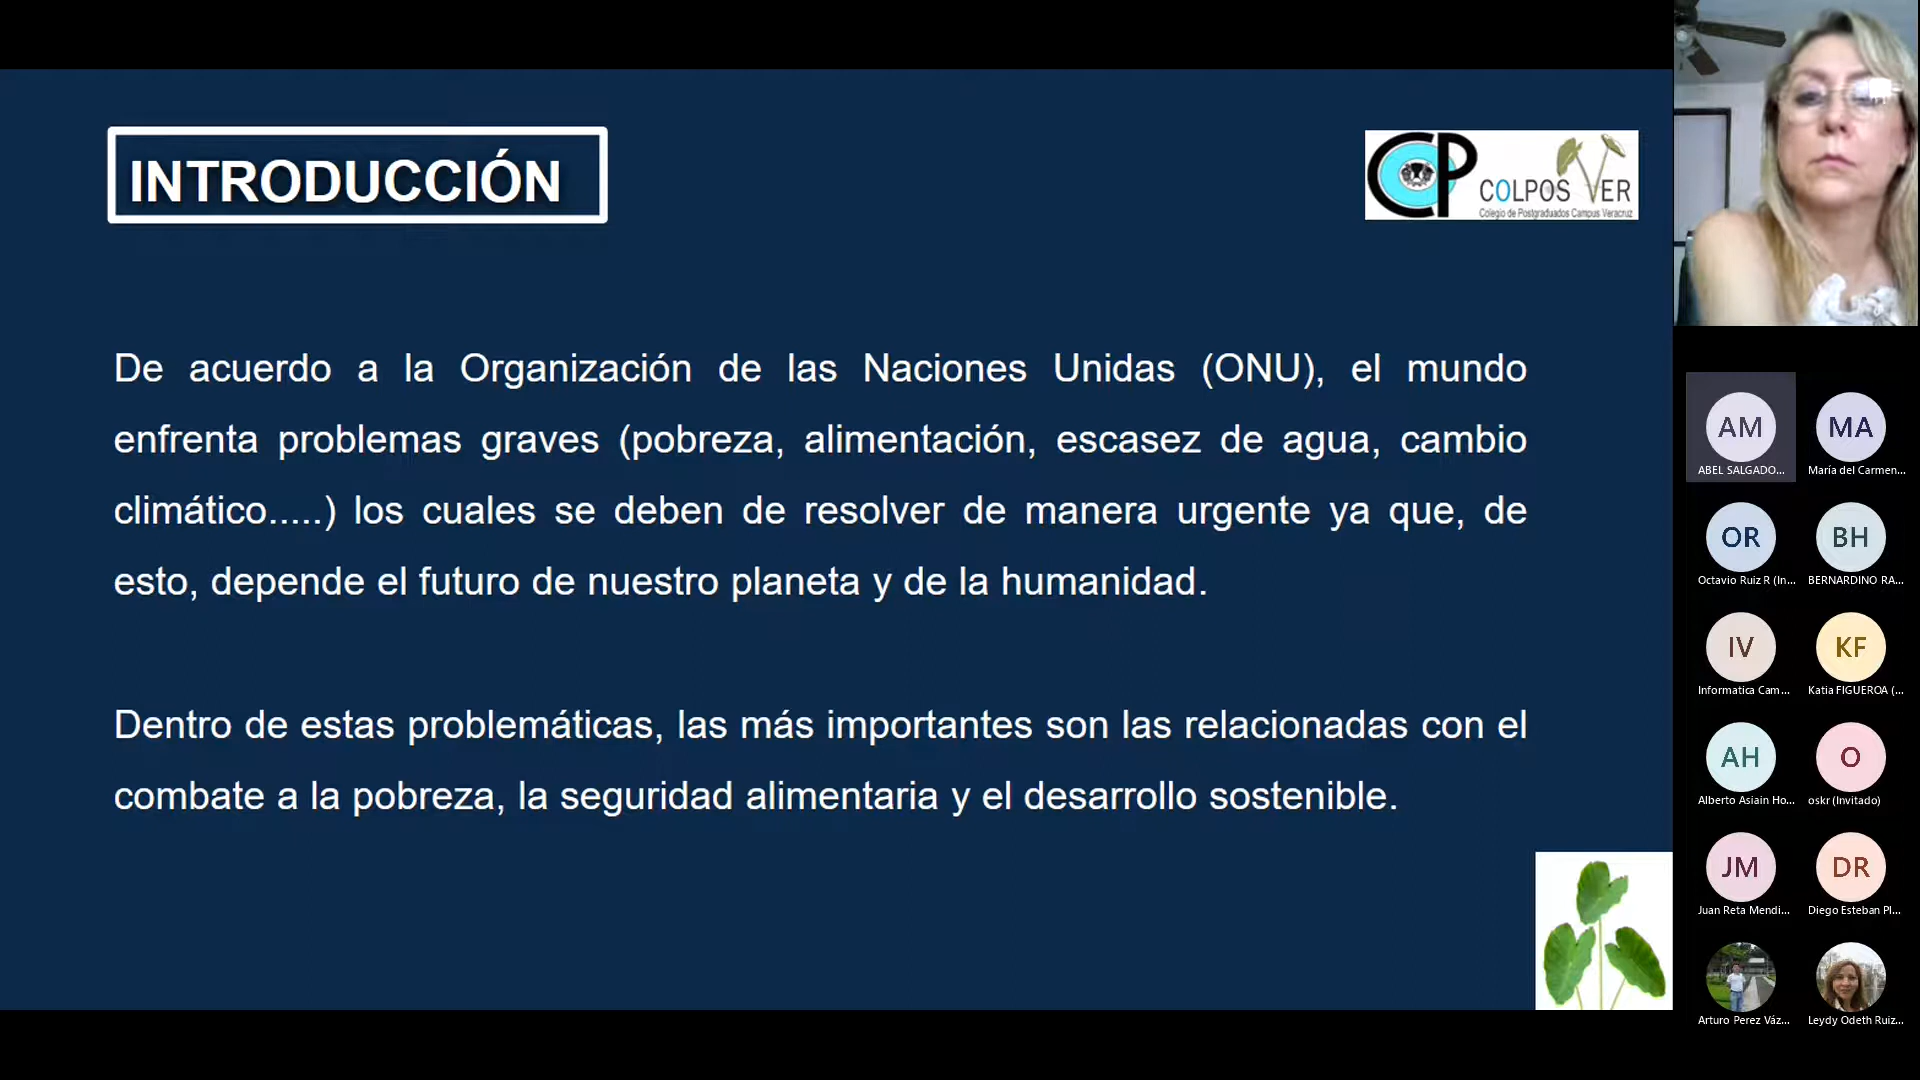 INTRODUCCIÓN
CP
COLPOS VER
Colegio de Postgraduados Campus Veracruz
De acuerdo a la Organización de las Naciones Unidas (ONU), el mundo
enfrenta problemas graves (pobreza, alimentación, escasez de agua, cambio
climático.....) los cuales se deben de resolver de manera urgente ya que, de
esto, depende el futuro de nuestro planeta y de la humanidad.
Dentro de estas problemáticas, las más importantes son las relacionadas con el
combate a la pobreza, la seguridad alimentaria y el desarrollo sostenible.
AM MA
ABEL SALGADO... María del Carmen...
OR BH
Octavio Ruiz R (In... BERNARDINO RA...
IV KF
Informatica Cam... Katia FIGUEROA (...
AH O
Alberto Asiain Ho... oskr (Invitado)
JM DR
Juan Reta Mendi... Diego Esteban Pl...
Arturo Perez Váz... Leydy Odeth Ruiz...